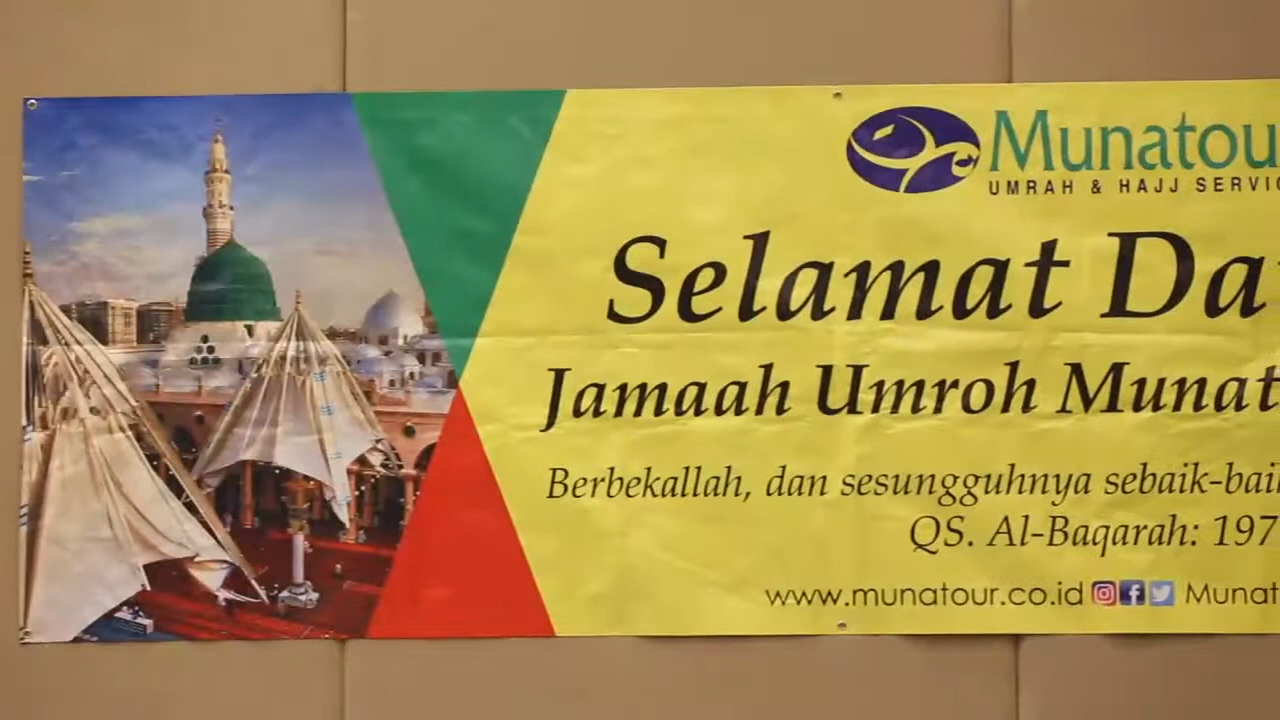 Munatou
UMRAH & HAJJ SERVIC
Selamat Da
Jamaah Umroh Munat
Berbekallah, dan sesungguhnya sebaik-bai
QS. Al-Baqarah: 197
www.munatour.co.id Munat